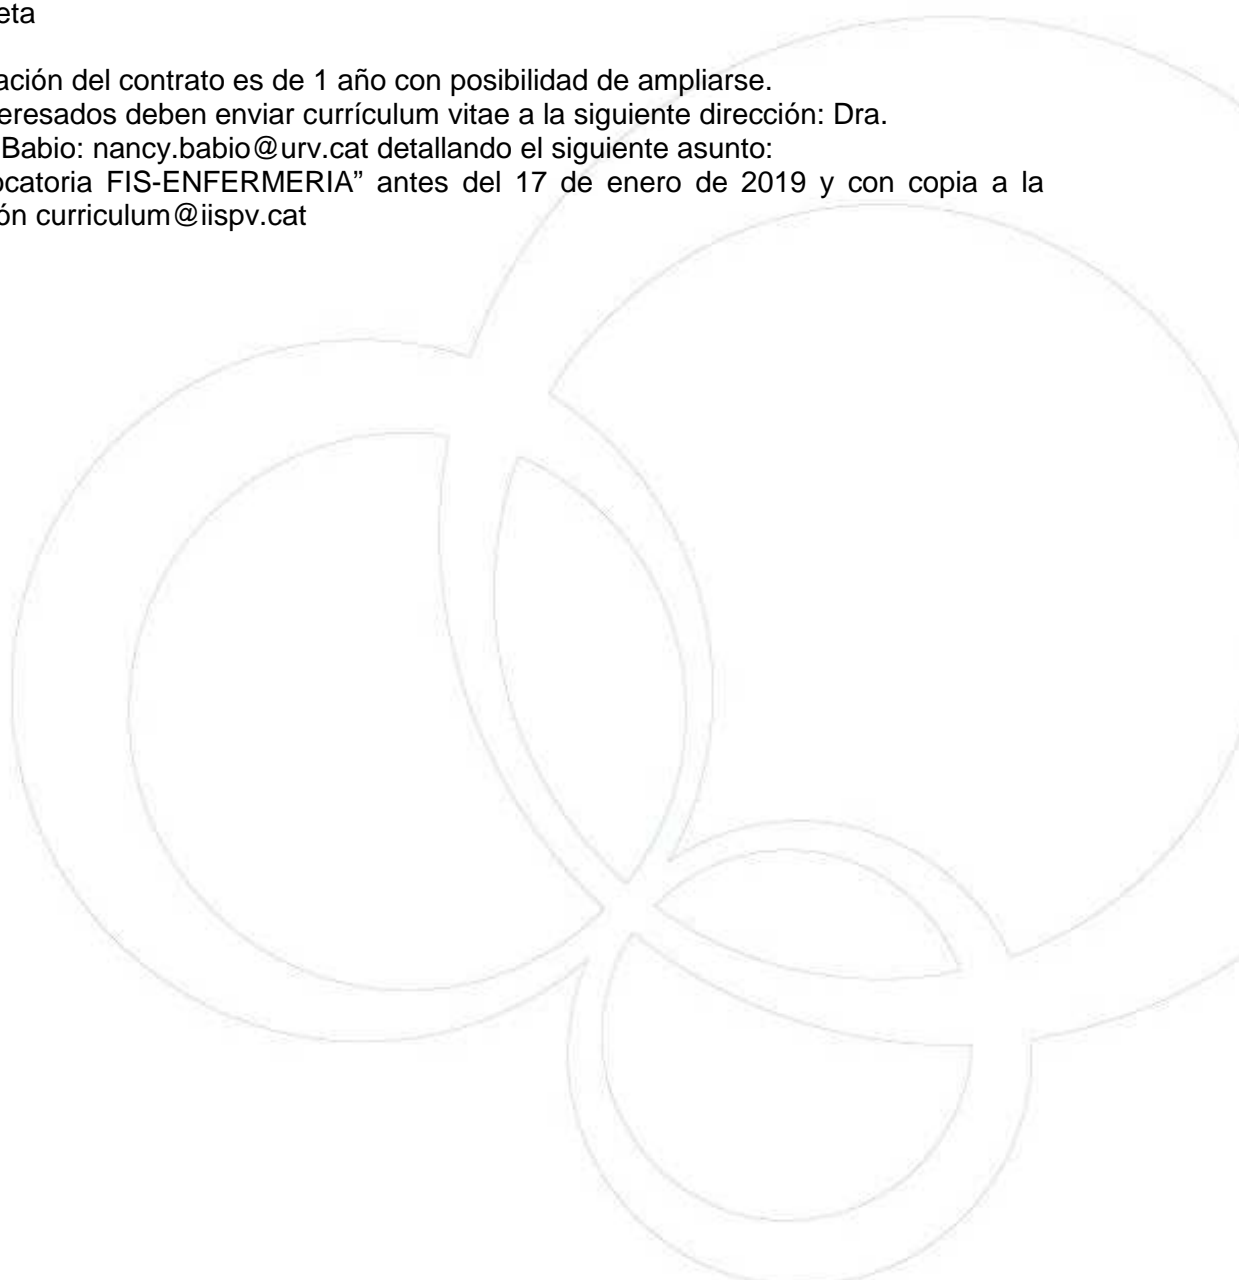 eta
ación del contrato es de 1 año con posibilidad de ampliarse.
eresados deben enviar currículum vitae a la siguiente dirección: Dra.
Babio: nancy.babio@urv.cat detallando el siguiente asunto:
ocatoria FIS-ENFERMERIA” antes del 17 de enero de 2019 y con copia a la
ón curriculum@iispv.cat